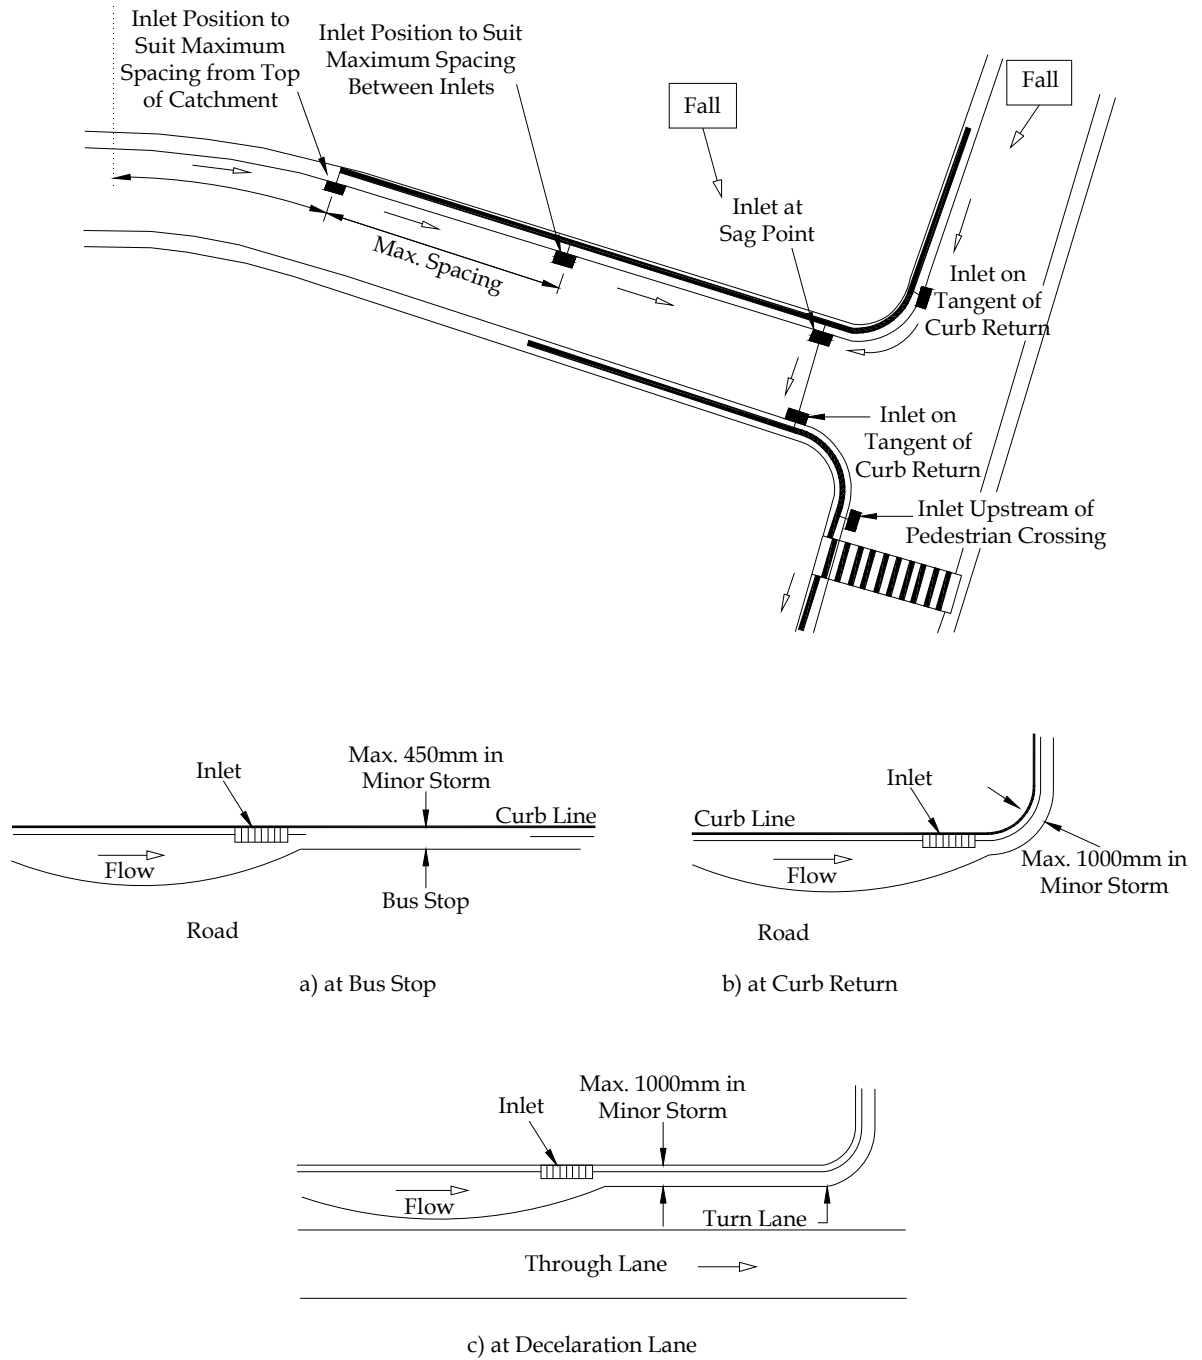 Inlet Position to
Suit Maximum
Spacing from Top
of Catchment
Inlet Position to Suit
Maximum Spacing
Between Inlets
Fall
Fall
Inlet at
Sag Point
Max. Spacing
Inlet on
Tangent of
Curb Return
Inlet on
Tangent of
Curb Return
Inlet Upstream of
Pedestrian Crossing
Inlet
Max. 450mm in
Minor Storm
Curb Line
Flow
Bus Stop
Road
a) at Bus Stop
Inlet
Curb Line
Flow
Max. 1000mm in
Minor Storm
Road
b) at Curb Return
Max. 1000mm in
Minor Storm
Inlet
Flow
Turn Lane
Through Lane
c) at Decelaration Lane